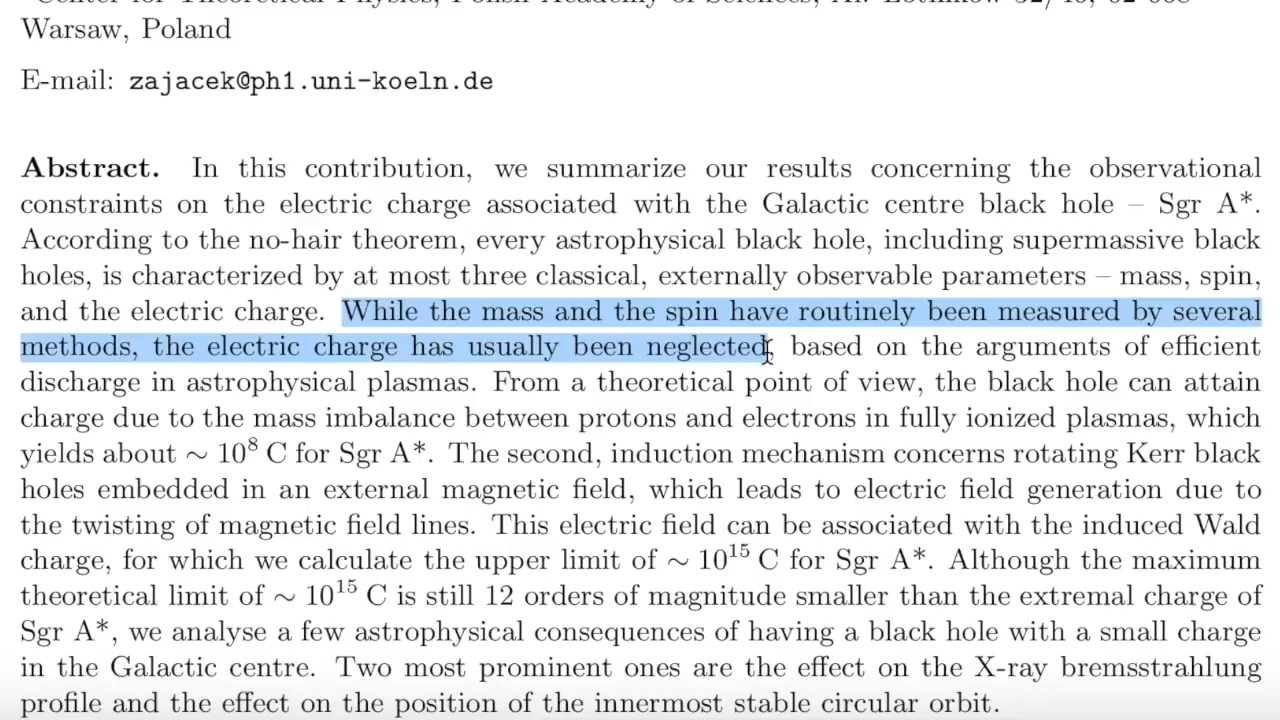 Warsaw, Poland
E-mail: zajacek@ph1.uni-koeln.de
Abstract. In this contribution, we summarize our results concerning the observational
constraints on the electric charge associated with the Galactic centre black hole – Sgr A*.
According to the no-hair theorem, every astrophysical black hole, including supermassive black
holes, is characterized by at most three classical, externally observable parameters – mass, spin,
and the electric charge. While the mass and the spin have routinely been measured by several
methods, the electric charge has usually been neglected, based on the arguments of efficient
discharge in astrophysical plasmas. From a theoretical point of view, the black hole can attain
charge due to the mass imbalance between protons and electrons in fully ionized plasmas, which
yields about ∼ 10⁸ C for Sgr A*. The second, induction mechanism concerns rotating Kerr black
holes embedded in an external magnetic field, which leads to electric field generation due to
the twisting of magnetic field lines. This electric field can be associated with the induced Wald
charge, for which we calculate the upper limit of ∼ 10¹⁵ C for Sgr A*. Although the maximum
theoretical limit of ∼ 10¹⁵ C is still 12 orders of magnitude smaller than the extremal charge of
Sgr A*, we analyse a few astrophysical consequences of having a black hole with a small charge
in the Galactic centre. Two most prominent ones are the effect on the X-ray bremsstrahlung
profile and the effect on the position of the innermost stable circular orbit.